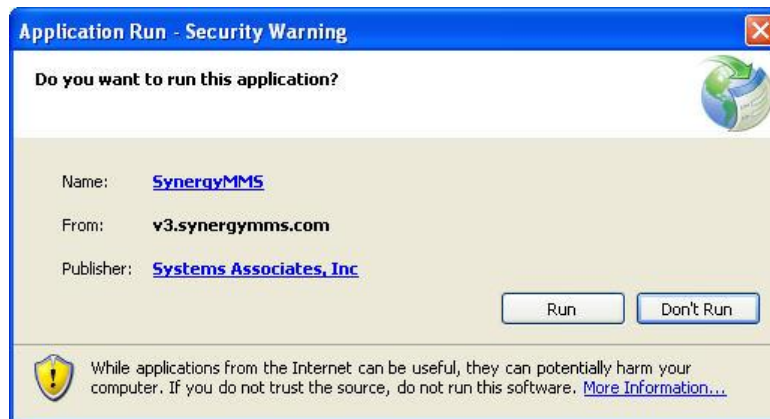 Application Run - Security Warning
Do you want to run this application?
Name: SynergyMMS
From: v3.synergymms.com
Publisher: Systems Associates, Inc
Run Don't Run
While applications from the Internet can be useful, they can potentially harm your
computer. If you do not trust the source, do not run this software. More Information...